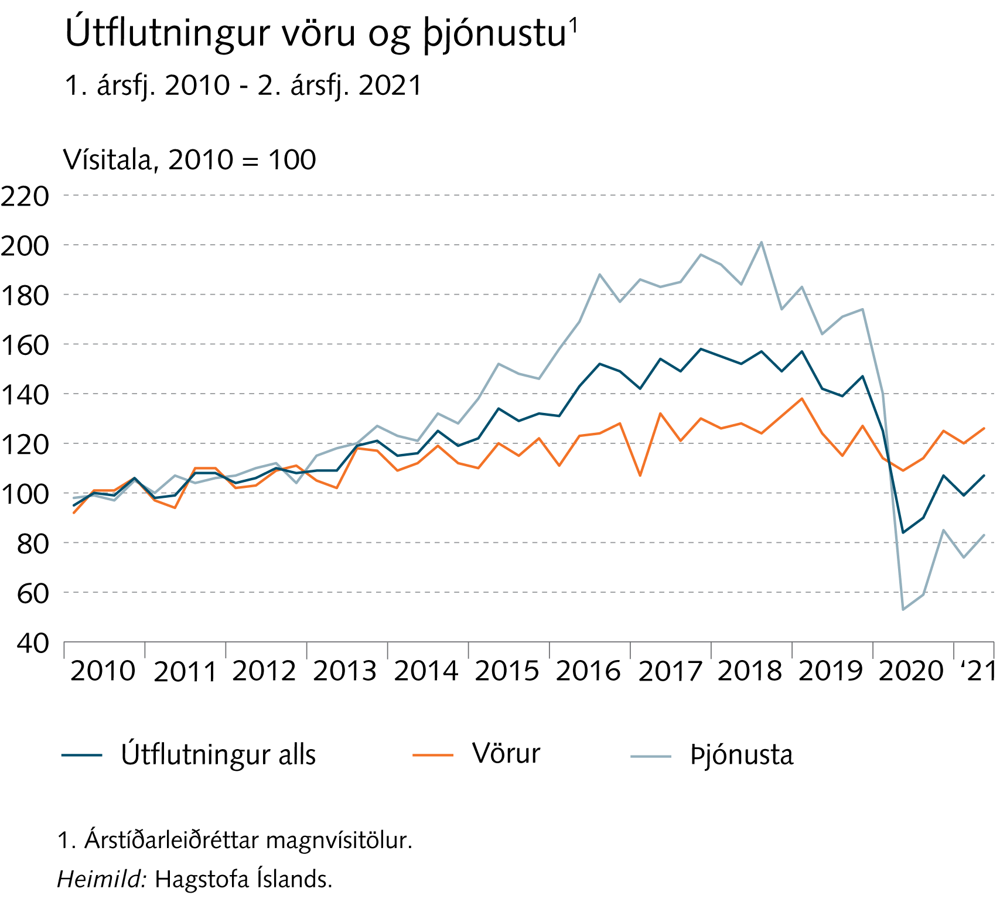 Útflutningur vöru og þjónustu¹
1. ársfj. 2010 - 2. ársfj. 2021
Vísitala, 2010 = 100
220
200
180
160
140
120
100
80
60
40
2010 2011 2012 2013 2014 2015 2016 2017 2018 2019 2020 ‘21
Útflutningur alls Vörur Þjónusta
1. Árstíðarleiðréttar magnvísitölur.
Heimild: Hagstofa Íslands.